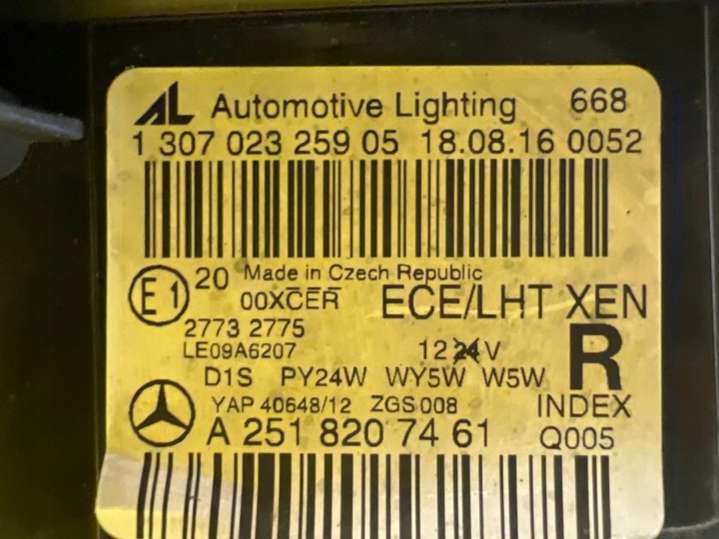 AL Automotive Lighting 668
1 307 023 259 05 18.08.16 0052
E1 20 Made in Czech Republic
00XCER ECE/LHT XEN
2773 2775
LE09A6207 12 24 V R
D1S PY24W WY5W W5W
YAP 40648/12 ZGS 008 INDEX
A 251 820 74 61 Q005